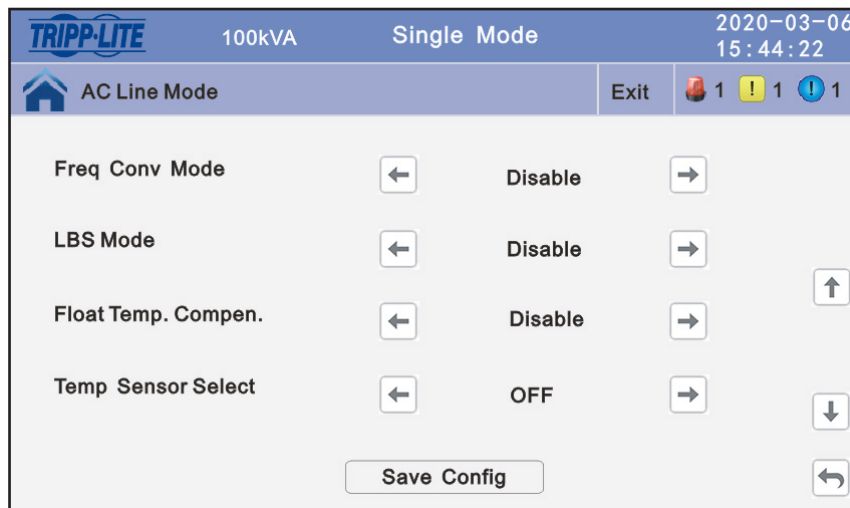 TRIPP·LITE 100kVA Single Mode 2020-03-06
15:44:22
AC Line Mode Exit 1 ! 1 ! 1
Freq Conv Mode Disable
LBS Mode Disable
Float Temp. Compen. Disable
Temp Sensor Select OFF
Save Config